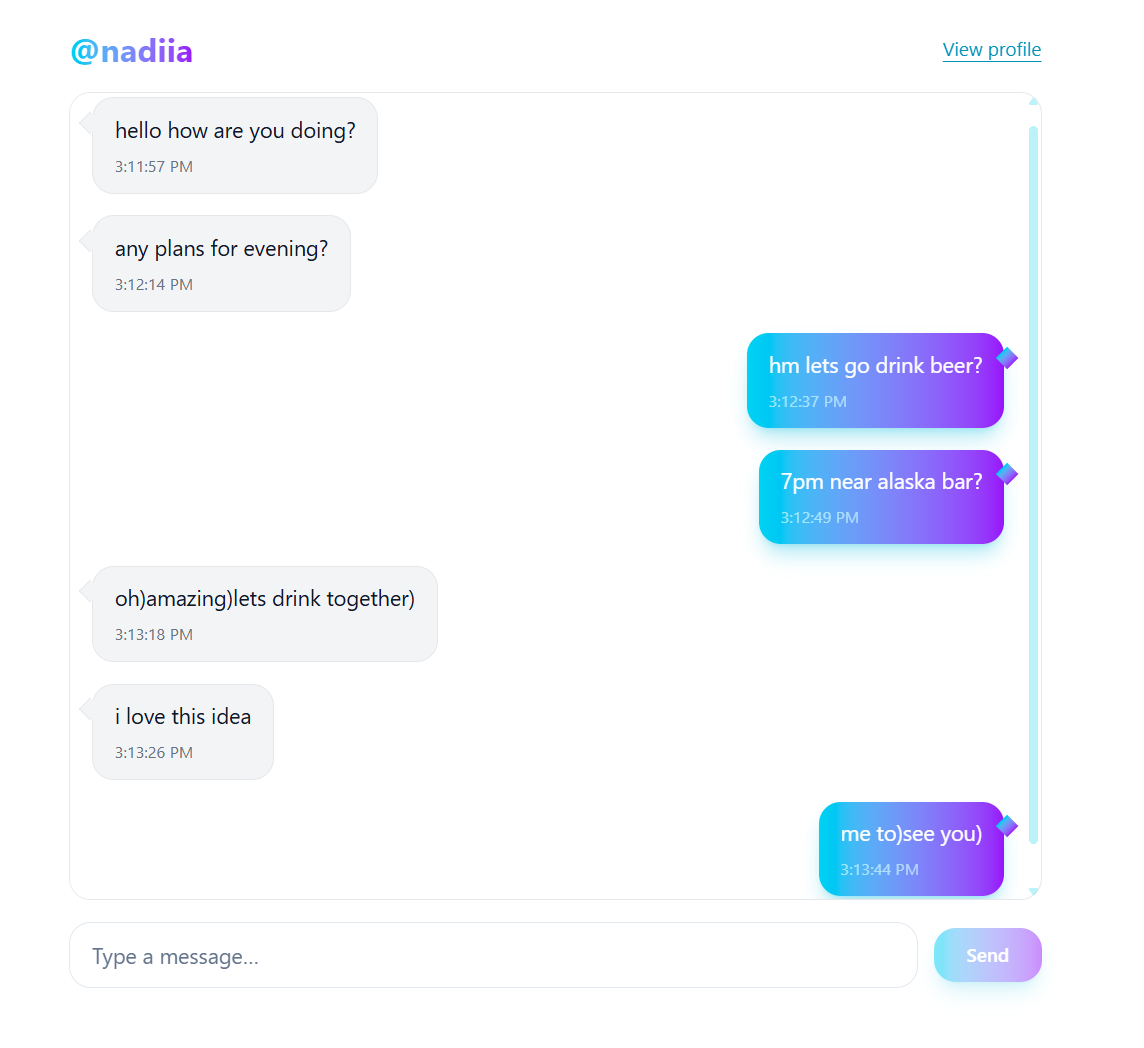 @nadiia
View profile
hello how are you doing?
3:11:57 PM
any plans for evening?
3:12:14 PM
hm lets go drink beer?
3:12:37 PM
7pm near alaska bar?
3:12:49 PM
oh)amazing)lets drink together)
3:13:18 PM
i love this idea
3:13:26 PM
me to)see you)
3:13:44 PM
Type a message...
Send